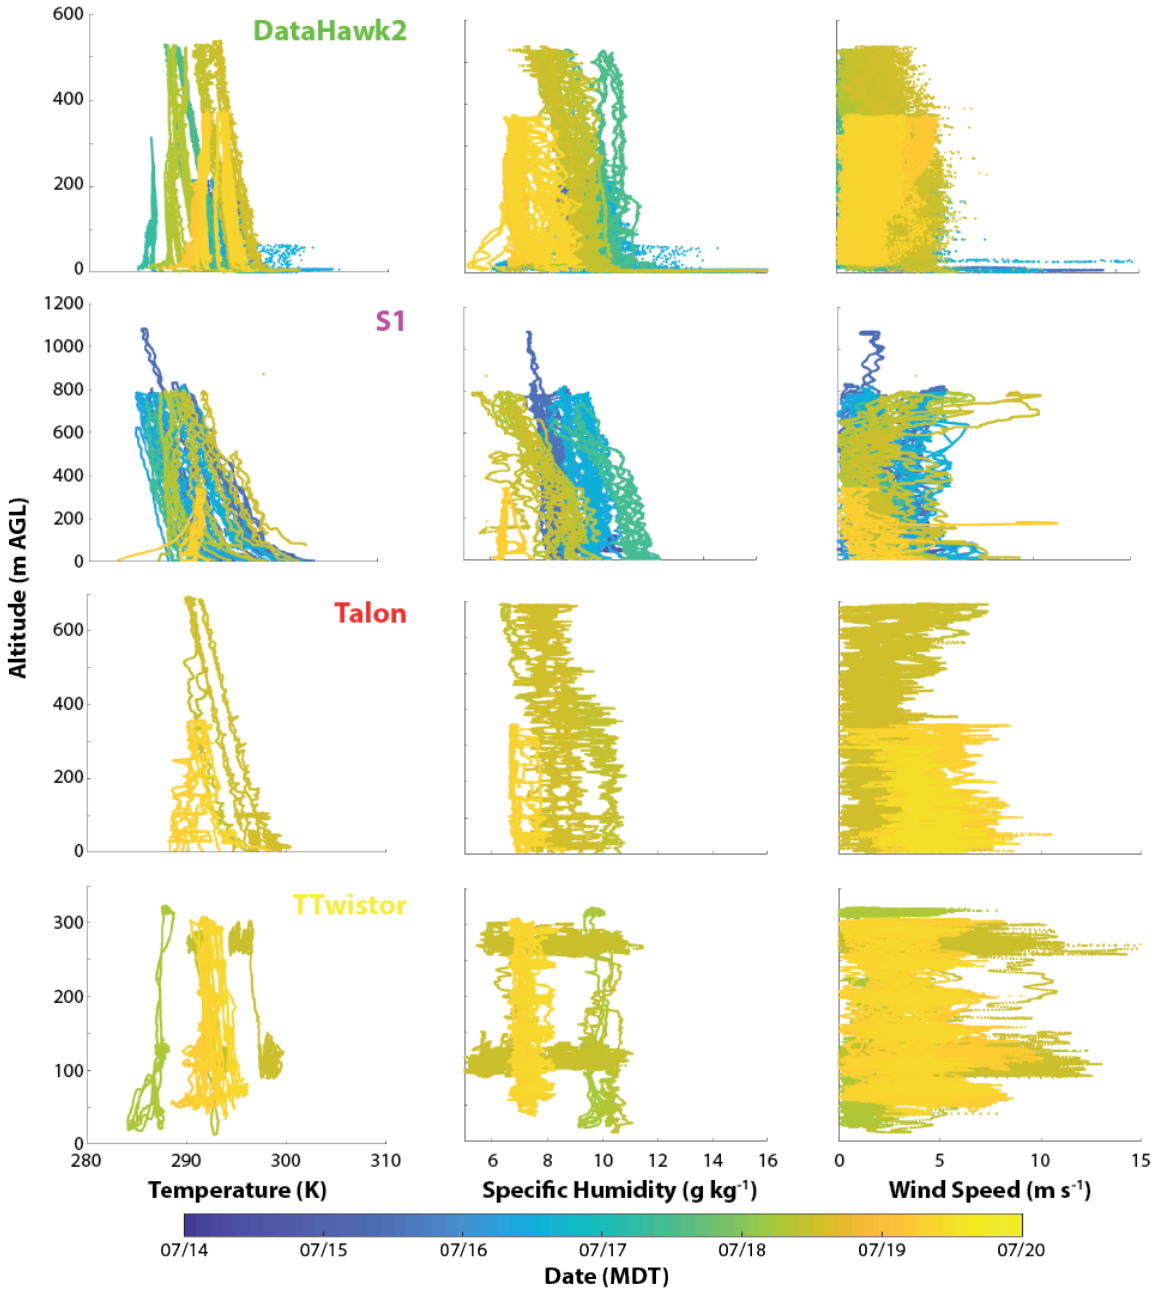 600
DataHawk2
400
200
0
1200
S1
1000
800
600
400
200
0
Altitude (m AGL)
Talon
600
400
200
0
TTwistor
300
200
100
0
280 290 300 310 6 8 10 12 14 16 0 5 10 15
Temperature (K) Specific Humidity (g kg-1) Wind Speed (m s-1)
07/14 07/15 07/16 07/17 07/18 07/19 07/20
Date (MDT)